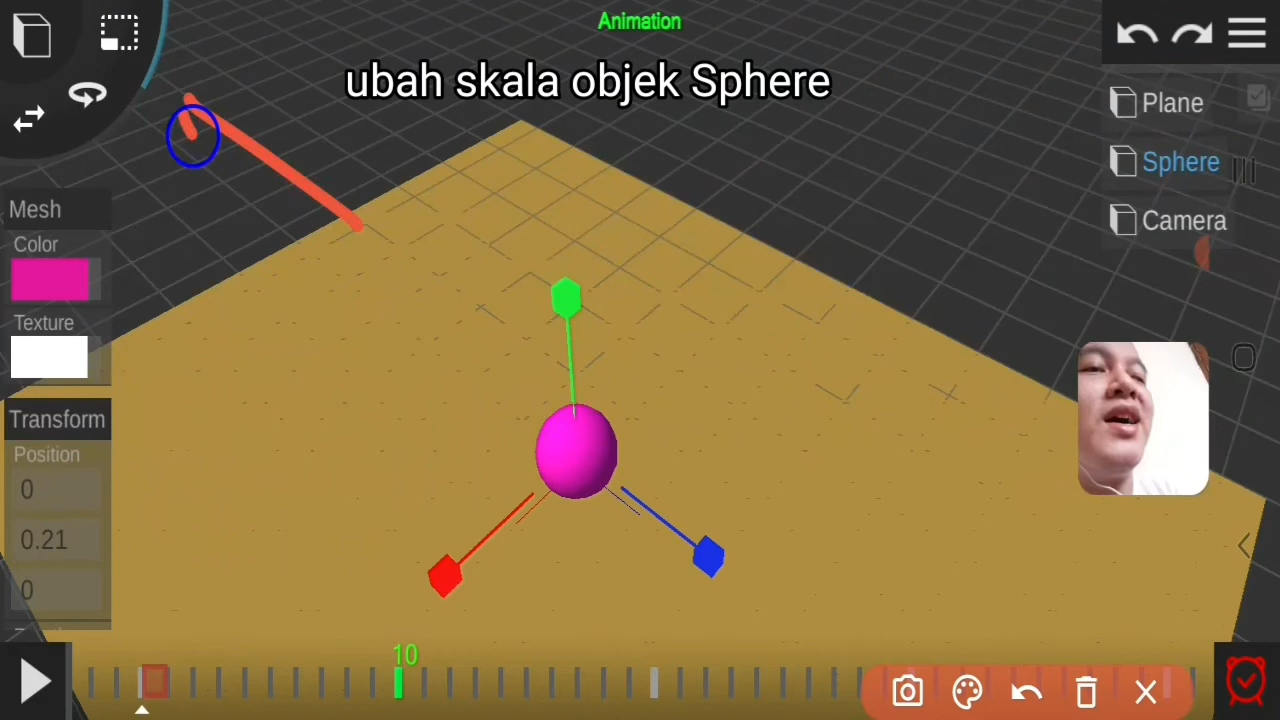 Animation
ubah skala objek Sphere
Plane
Sphere
Camera
Mesh
Color
Texture
Transform
Position
0
0.21
0
10